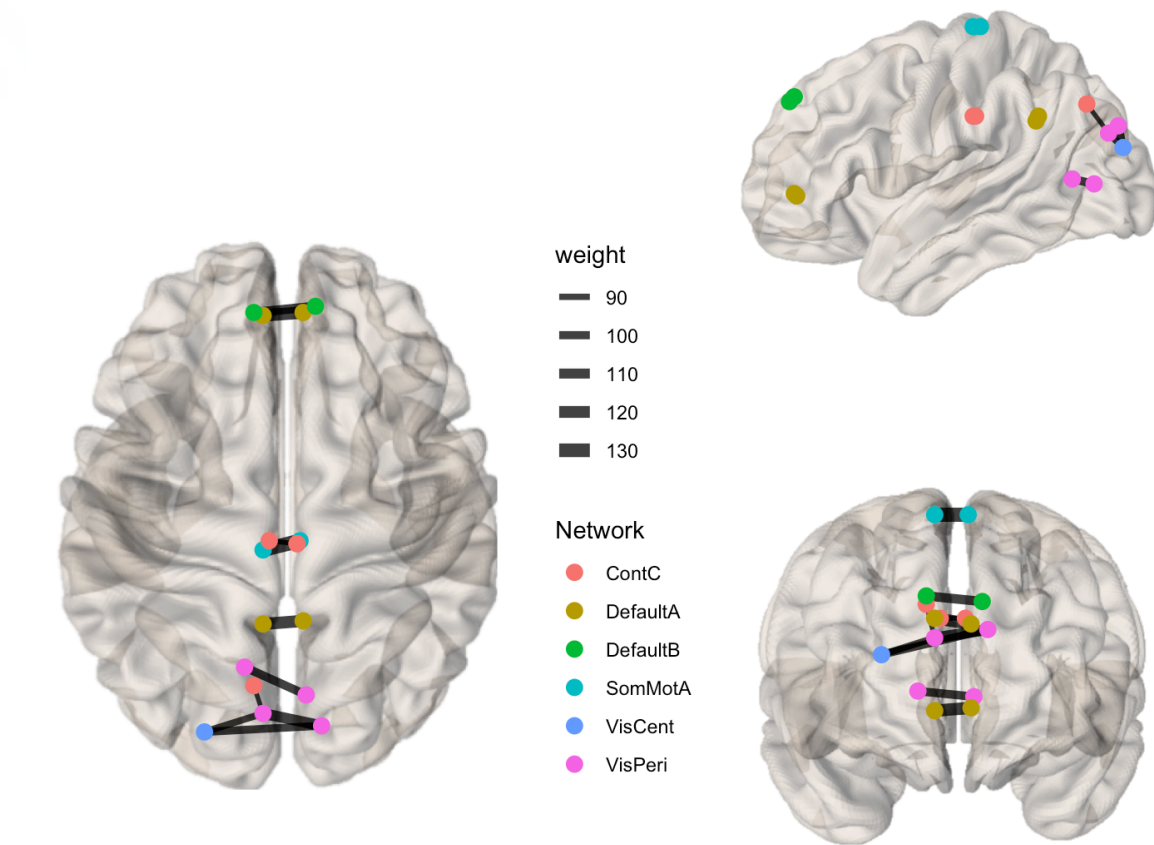 weight
90
100
110
120
130
Network
ContC
DefaultA
DefaultB
SomMotA
VisCent
VisPeri